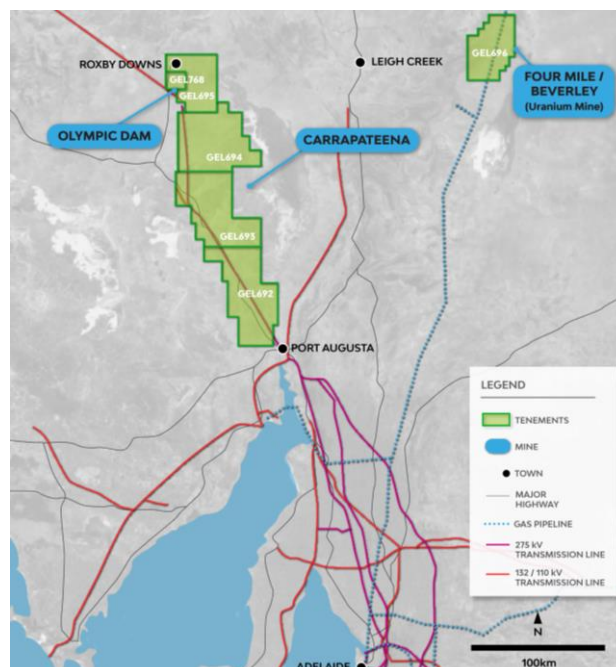 ROXBY DOWNS
LEIGH CREEK
GEL696
GEL768
GEL695
FOUR MILE /
BEVERLEY
(Uranium Mine)
OLYMPIC DAM
CARRAPATEENA
GEL694
GEL693
GEL692
PORT AUGUSTA
LEGEND
TENEMENTS
MINE
TOWN
MAJOR
HIGHWAY
GAS PIPELINE
275 kV
TRANSMISSION LINE
132 / 110 kV
TRANSMISSION LINE
N
100km
ADELAIDE